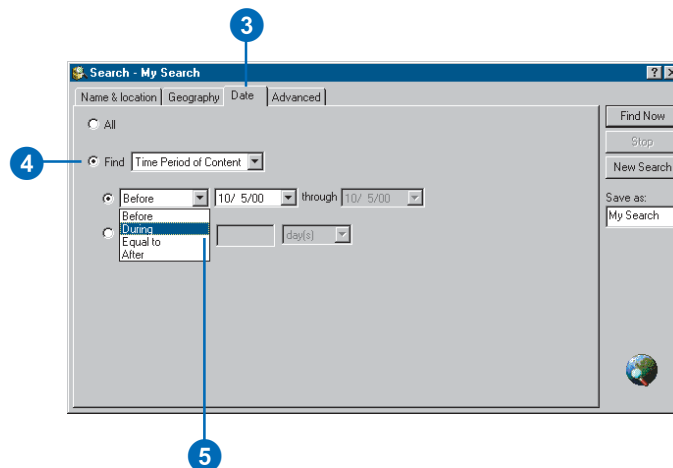 3
Search - My Search
Name & location Geography Date Advanced
All
Find Now
Stop
4
Find Time Period of Content
New Search
Before 10/ 5/00 through 10/ 5/00
Save as:
My Search
Before
During
Equal to
After
day(s)
5